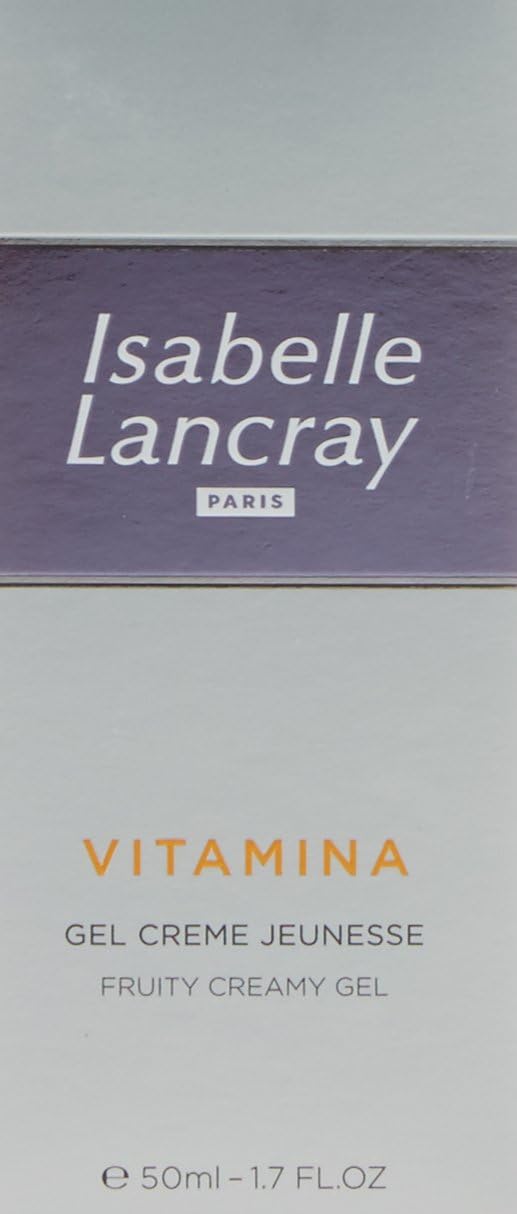 Isabelle
Lancray
PARIS
VITAMINA
GEL CREME JEUNESSE
FRUITY CREAMY GEL
℮ 50ml – 1.7 FL.OZ